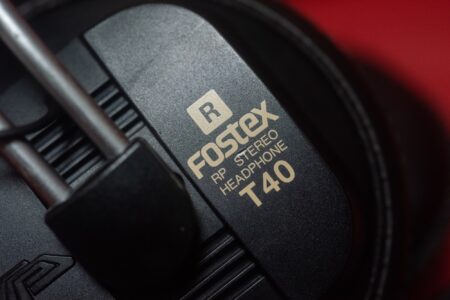 R
FOSTEX
RP STEREO
HEADPHONE
T40